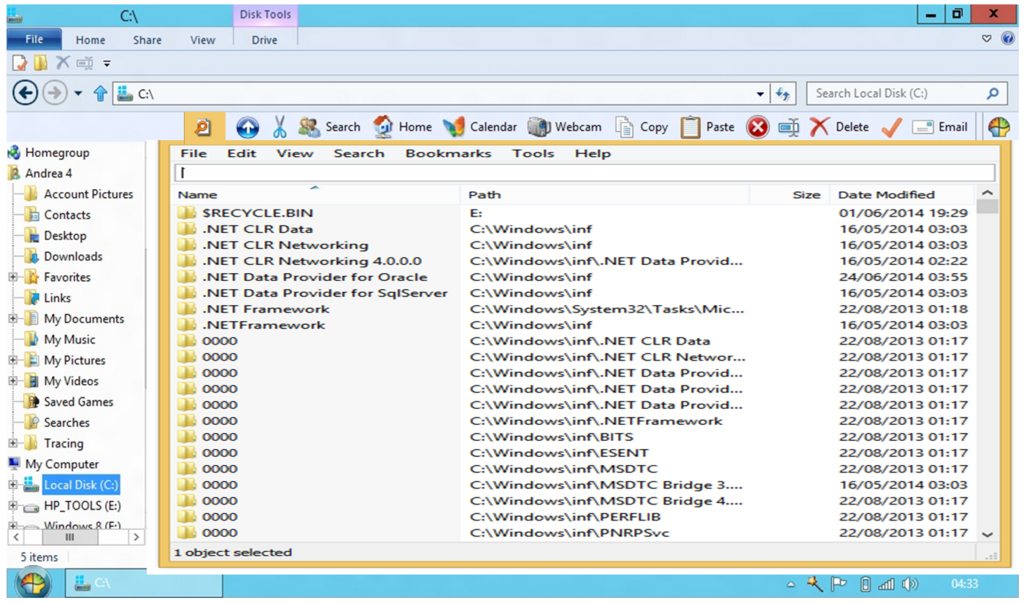 C:\ Disk Tools
File Home Share View Drive
C:\ Search Local Disk (C:)
Search Home Calendar Webcam Copy Paste Delete Email
Homegroup
Andrea 4
Account Pictures
Contacts
Desktop
Downloads
Favorites
Links
My Documents
My Music
My Pictures
My Videos
Saved Games
Searches
Tracing
My Computer
Local Disk (C:)
HP_TOOLS (E:)
Windows 8 (F:)
5 items
File Edit View Search Bookmarks Tools Help
Name Path Size Date Modified
$RECYCLE.BIN E: 01/06/2014 19:29
.NET CLR Data C:\Windows\inf 16/05/2014 03:03
.NET CLR Networking C:\Windows\inf 16/05/2014 03:03
.NET CLR Networking 4.0.0.0 C:\Windows\inf\.NET Data Provid... 16/05/2014 02:22
.NET Data Provider for Oracle C:\Windows\inf 24/06/2014 03:55
.NET Data Provider for SqlServer C:\Windows\inf 16/05/2014 03:03
.NET Framework C:\Windows\System32\Tasks\Mic... 22/08/2013 01:18
.NETFramework C:\Windows\inf 16/05/2014 03:03
0000 C:\Windows\inf\.NET CLR Data 22/08/2013 01:17
0000 C:\Windows\inf\.NET CLR Networ... 22/08/2013 01:17
0000 C:\Windows\inf\.NET Data Provid... 22/08/2013 01:17
0000 C:\Windows\inf\.NET Data Provid... 22/08/2013 01:17
0000 C:\Windows\inf\.NET Data Provid... 22/08/2013 01:17
0000 C:\Windows\inf\.NETFramework 22/08/2013 01:17
0000 C:\Windows\inf\BITS 22/08/2013 01:17
0000 C:\Windows\inf\ESENT 22/08/2013 01:17
0000 C:\Windows\inf\MSDTC 22/08/2013 01:17
0000 C:\Windows\inf\MSDTC Bridge 3.... 16/05/2014 03:03
0000 C:\Windows\inf\MSDTC Bridge 4.... 22/08/2013 01:17
0000 C:\Windows\inf\PERFLIB 22/08/2013 01:17
0000 C:\Windows\inf\PNRPSvc 22/08/2013 01:17
1 object selected
C:\ 04:33